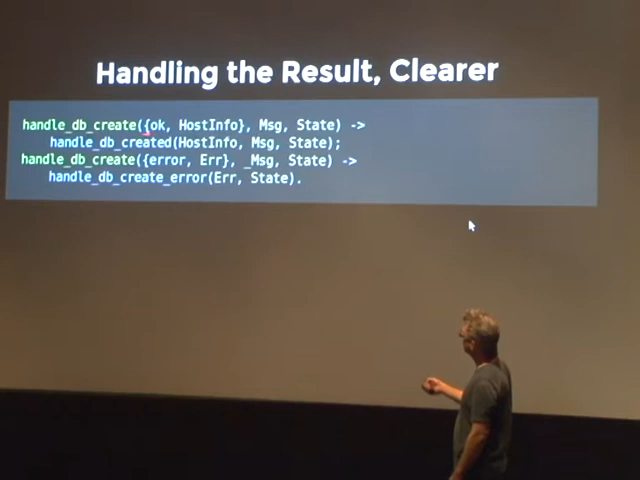 Handling the Result, Clearer
handle_db_create({ok, HostInfo}, Msg, State) ->
handle_db_created(HostInfo, Msg, State);
handle_db_create({error, Err}, _Msg, State) ->
handle_db_create_error(Err, State).